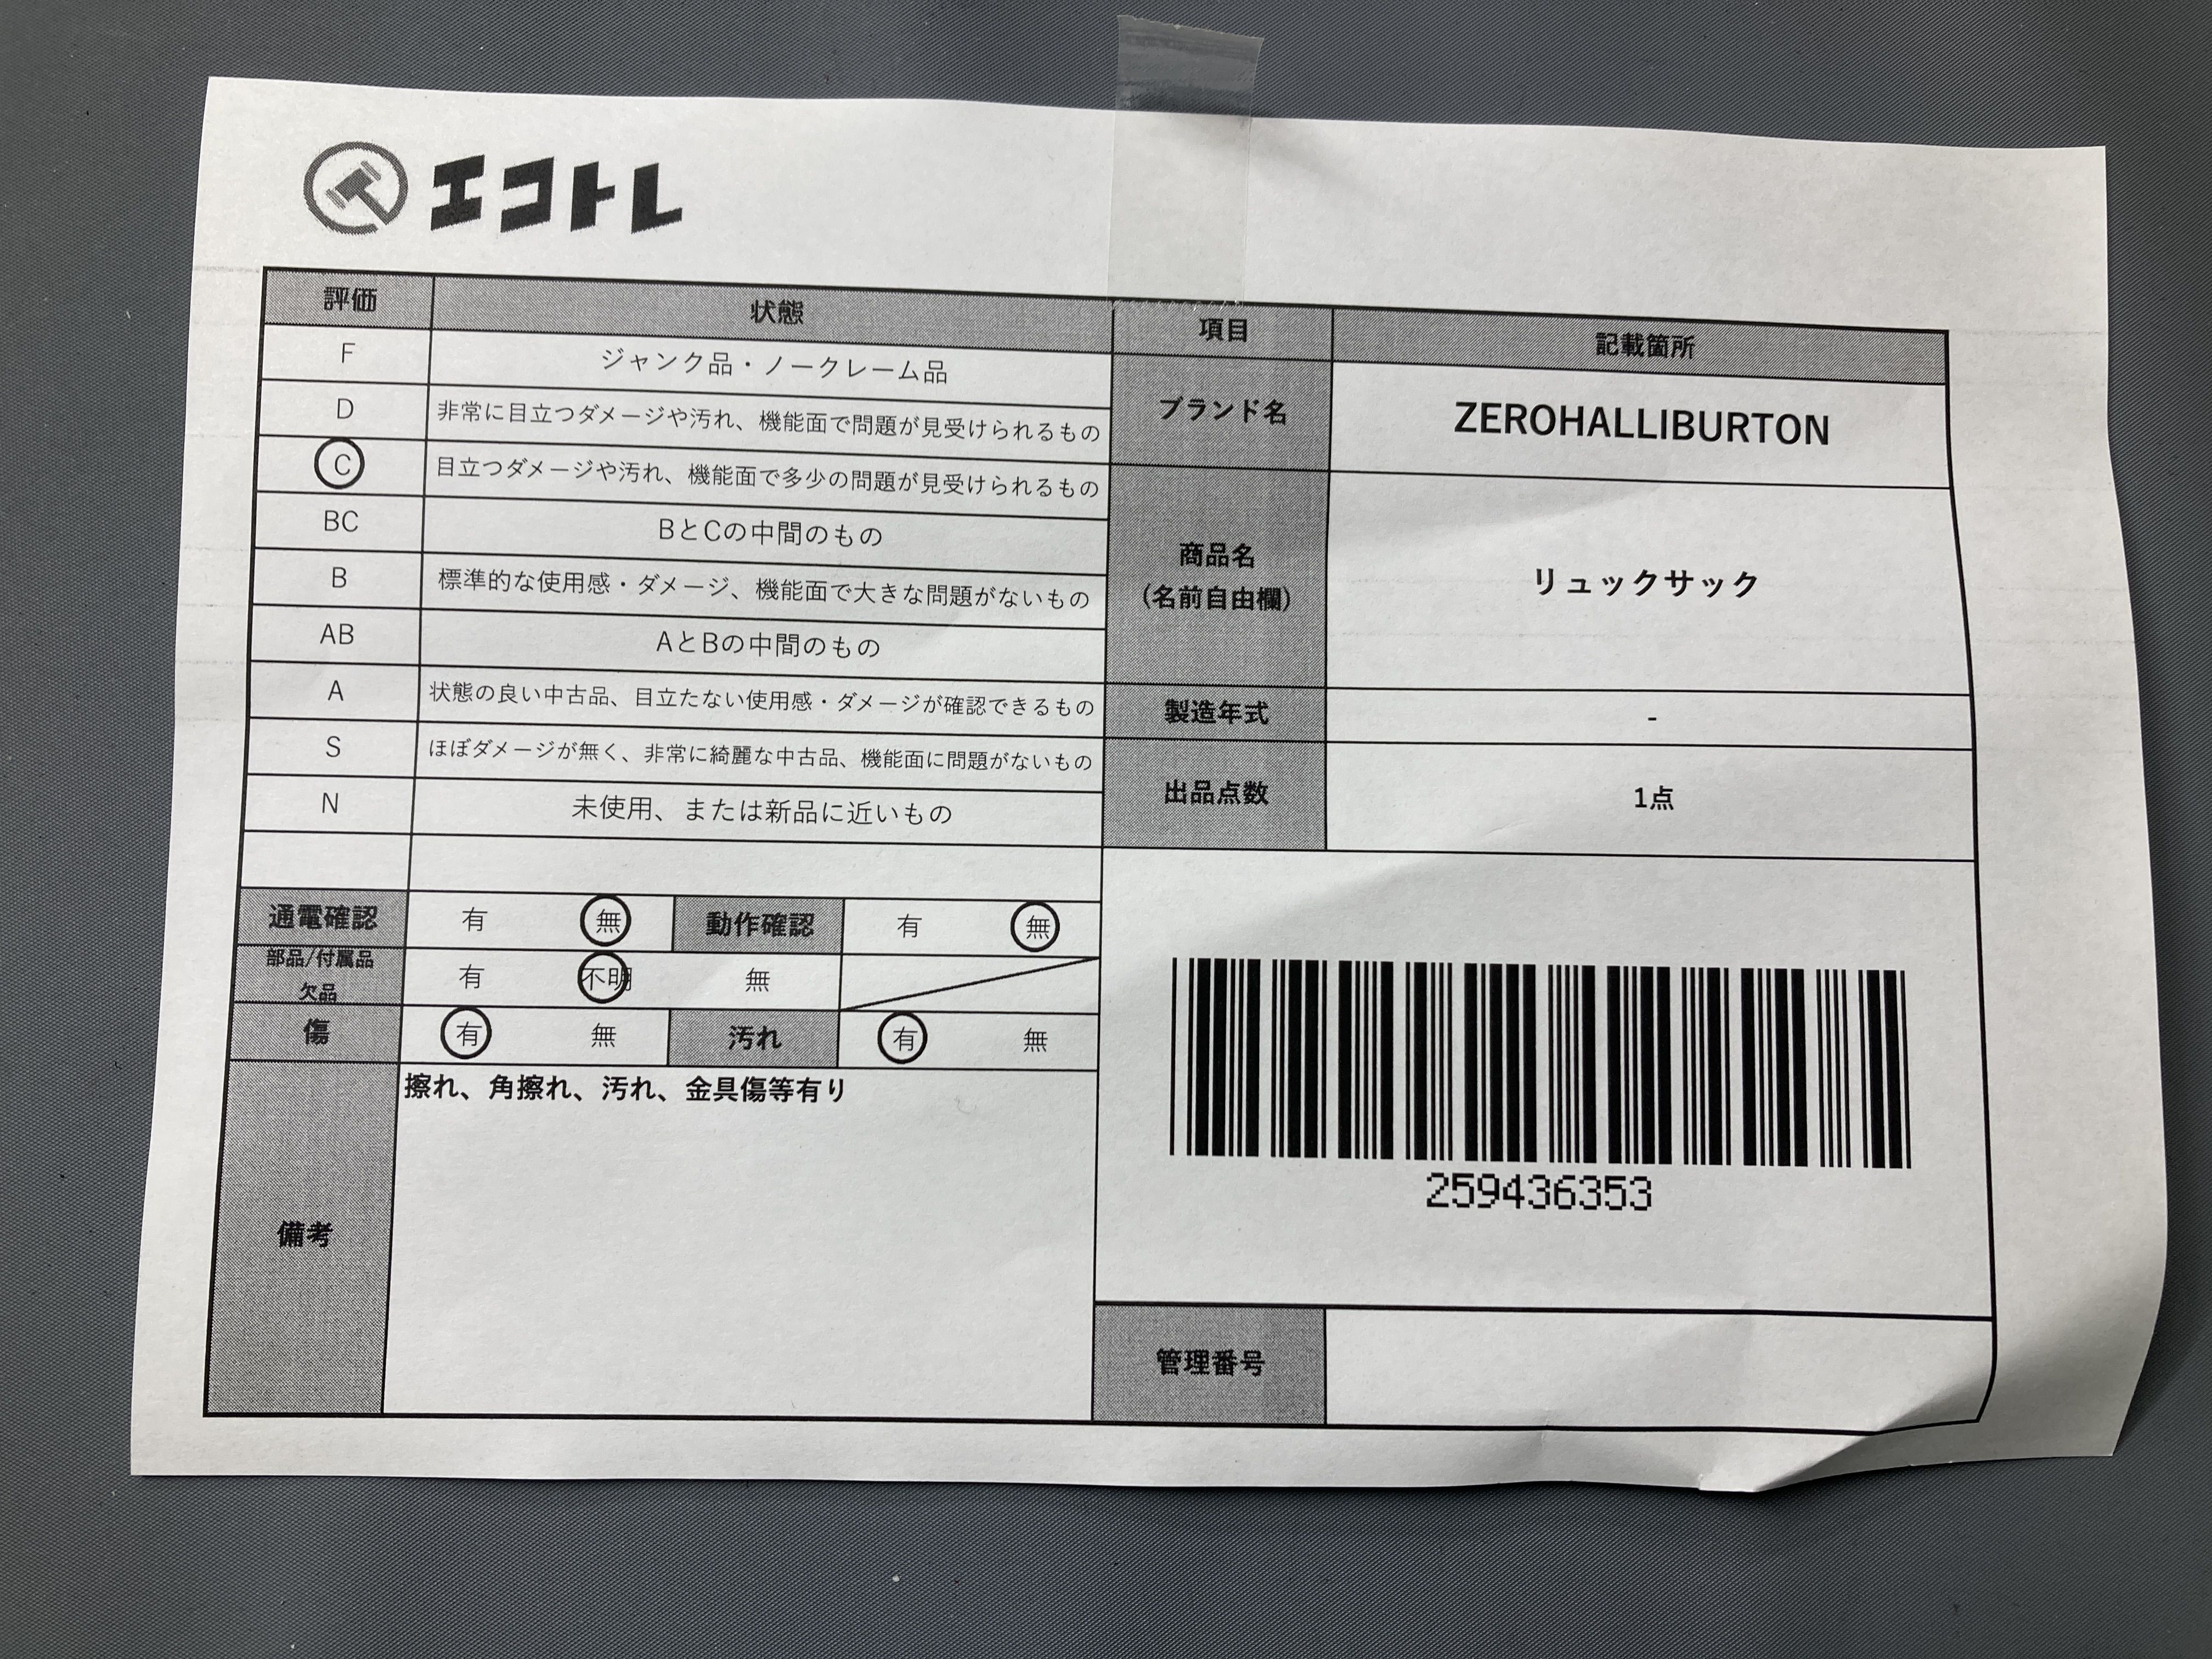 エコトレ
評価 状態
F ジャンク品・ノークレーム品
D 非常に目立つダメージや汚れ、機能面で問題が見受けられるもの
C 目立つダメージや汚れ、機能面で多少の問題が見受けられるもの
BC BとCの中間のもの
B 標準的な使用感・ダメージ、機能面で大きな問題がないもの
AB AとBの中間のもの
A 状態の良い中古品、目立たない使用感・ダメージが確認できるもの
S ほぼダメージが無く、非常に綺麗な中古品、機能面に問題がないもの
N 未使用、または新品に近いもの
通電確認 有 無 動作確認 有 無
部品/付属品
欠品 有 不明 無
傷 有 無 汚れ 有 無
備考 擦れ、角擦れ、汚れ、金具傷等有り
項目 記載箇所
ブランド名 ZEROHALLIBURTON
商品名
(名前自由欄) リュックサック
製造年式 -
出品点数 1点
259436353
管理番号